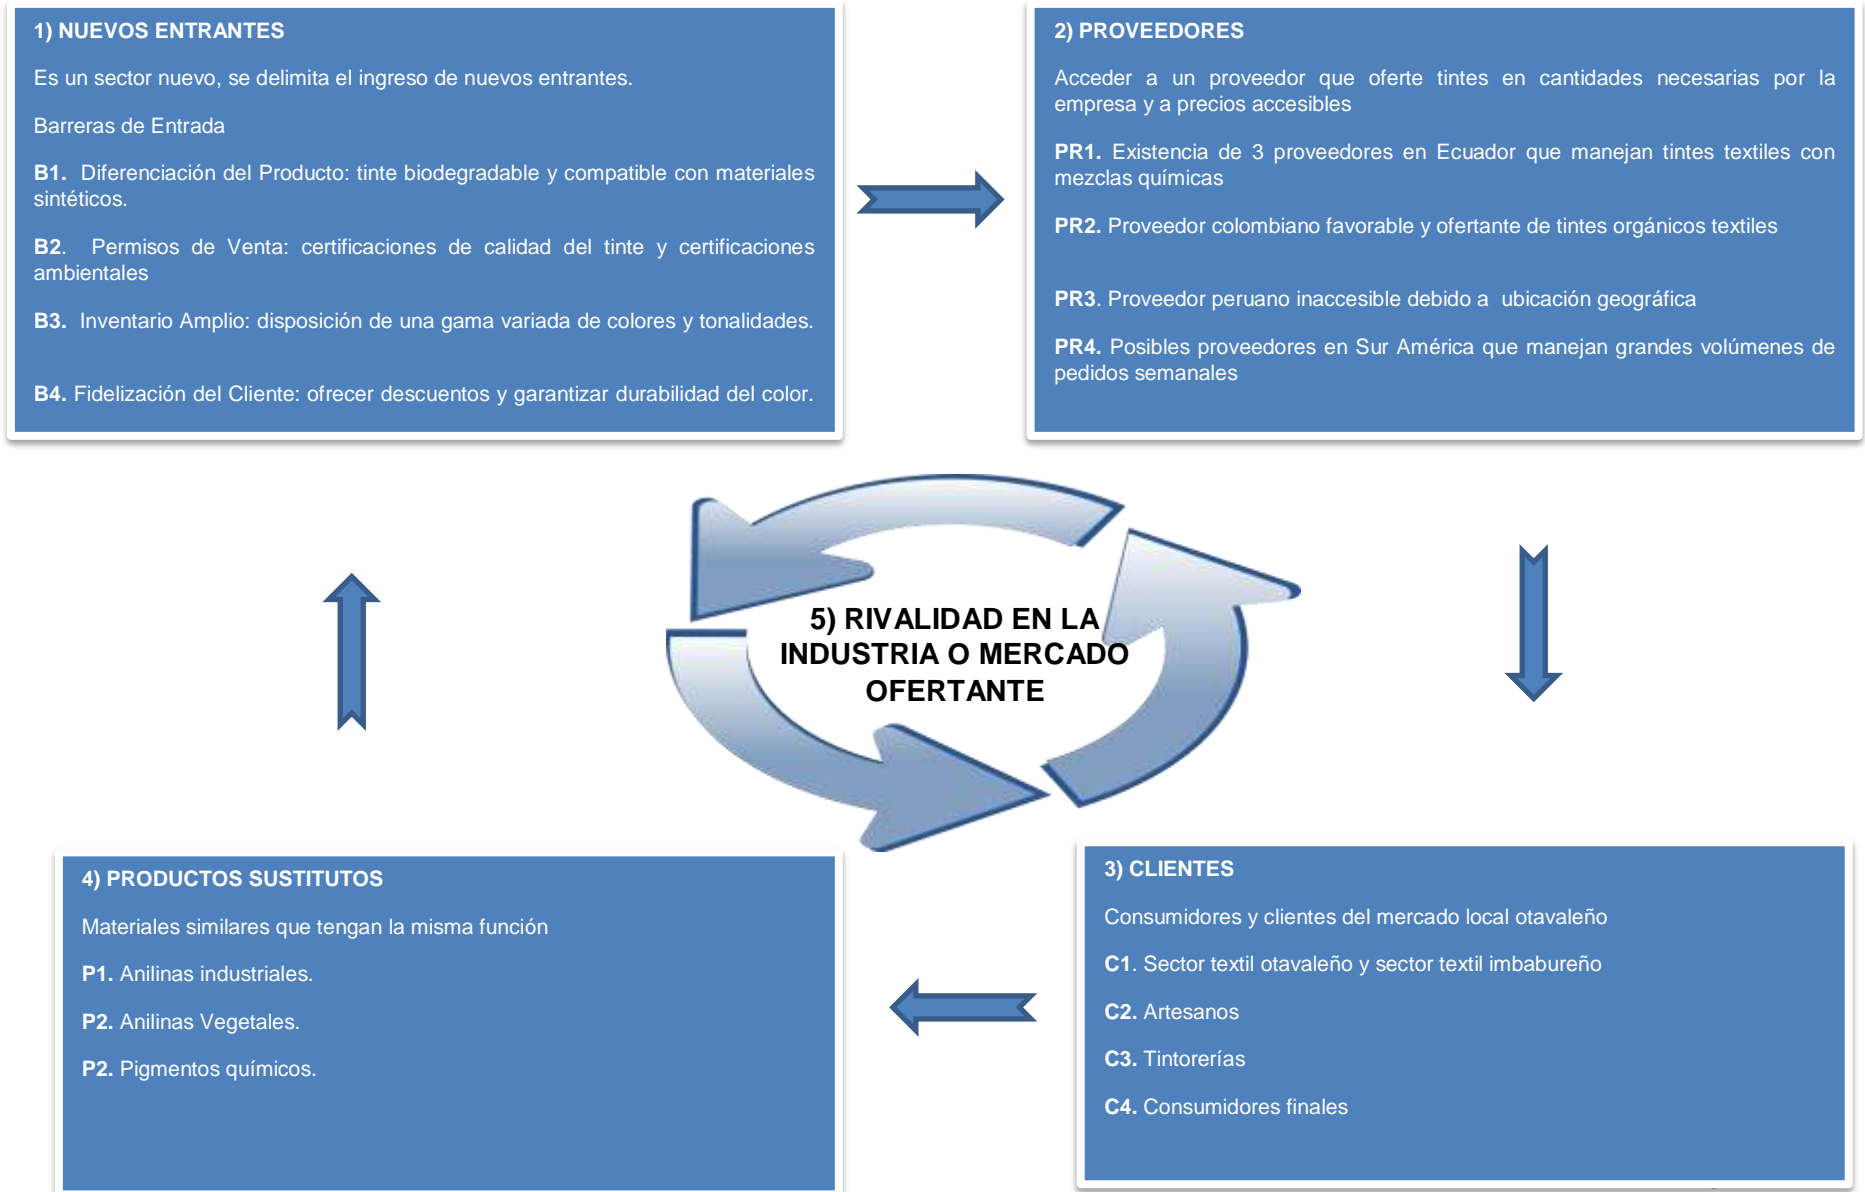 1) NUEVOS ENTRANTES
Es un sector nuevo, se delimita el ingreso de nuevos entrantes.
Barreras de Entrada
B1. Diferenciación del Producto: tinte biodegradable y compatible con materiales
sintéticos.
B2. Permisos de Venta: certificaciones de calidad del tinte y certificaciones
ambientales
B3. Inventario Amplio: disposición de una gama variada de colores y tonalidades.
B4. Fidelización del Cliente: ofrecer descuentos y garantizar durabilidad del color.
2) PROVEEDORES
Acceder a un proveedor que oferte tintes en cantidades necesarias por la
empresa y a precios accesibles
PR1. Existencia de 3 proveedores en Ecuador que manejan tintes textiles con
mezclas químicas
PR2. Proveedor colombiano favorable y ofertante de tintes orgánicos textiles
PR3. Proveedor peruano inaccesible debido a ubicación geográfica
PR4. Posibles proveedores en Sur América que manejan grandes volúmenes de
pedidos semanales
5) RIVALIDAD EN LA
INDUSTRIA O MERCADO
OFERTANTE
4) PRODUCTOS SUSTITUTOS
Materiales similares que tengan la misma función
P1. Anilinas industriales.
P2. Anilinas Vegetales.
P2. Pigmentos químicos.
3) CLIENTES
Consumidores y clientes del mercado local otavaleño
C1. Sector textil otavaleño y sector textil imbabureño
C2. Artesanos
C3. Tintorerías
C4. Consumidores finales